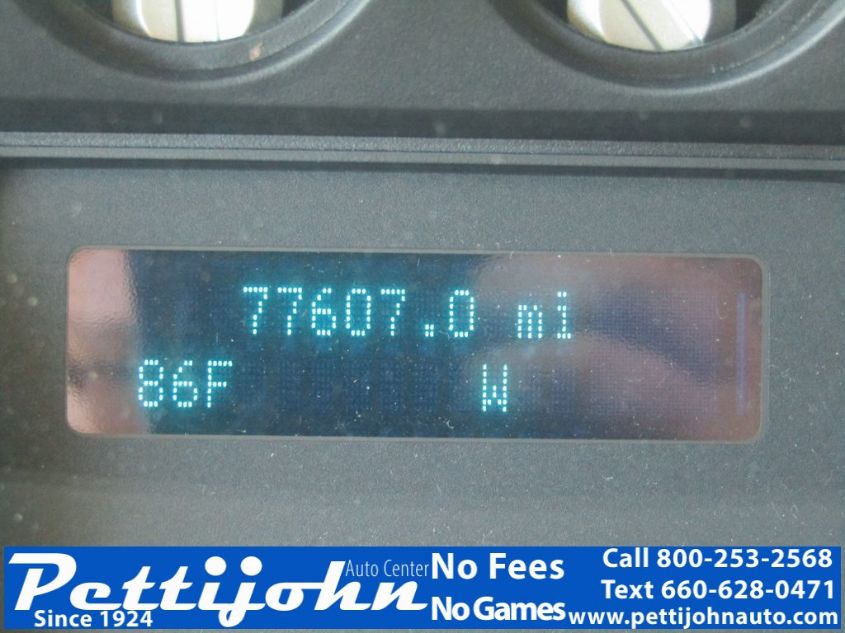 77607.0 mi
86F W
Pettijohn Auto Center
Since 1924
No Fees
No Games
Call 800-253-2568
Text 660-628-0471
www.pettijohnauto.com